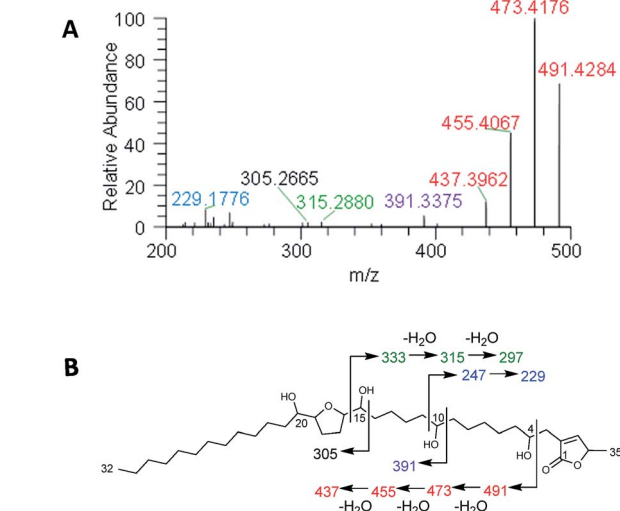 A
Relative Abundance
100
80
60
40
20
0
200
300
400
500
m/z
473.4176
491.4284
455.4067
437.3962
391.3375
315.2880
305.2665
229.1776
B
-H₂O -H₂O
333 315 297
247 229
HO
O
OH
20
15
10
HO
4
HO
1
O
O
35
32
305
391
437 455 473 491
-H₂O -H₂O -H₂O